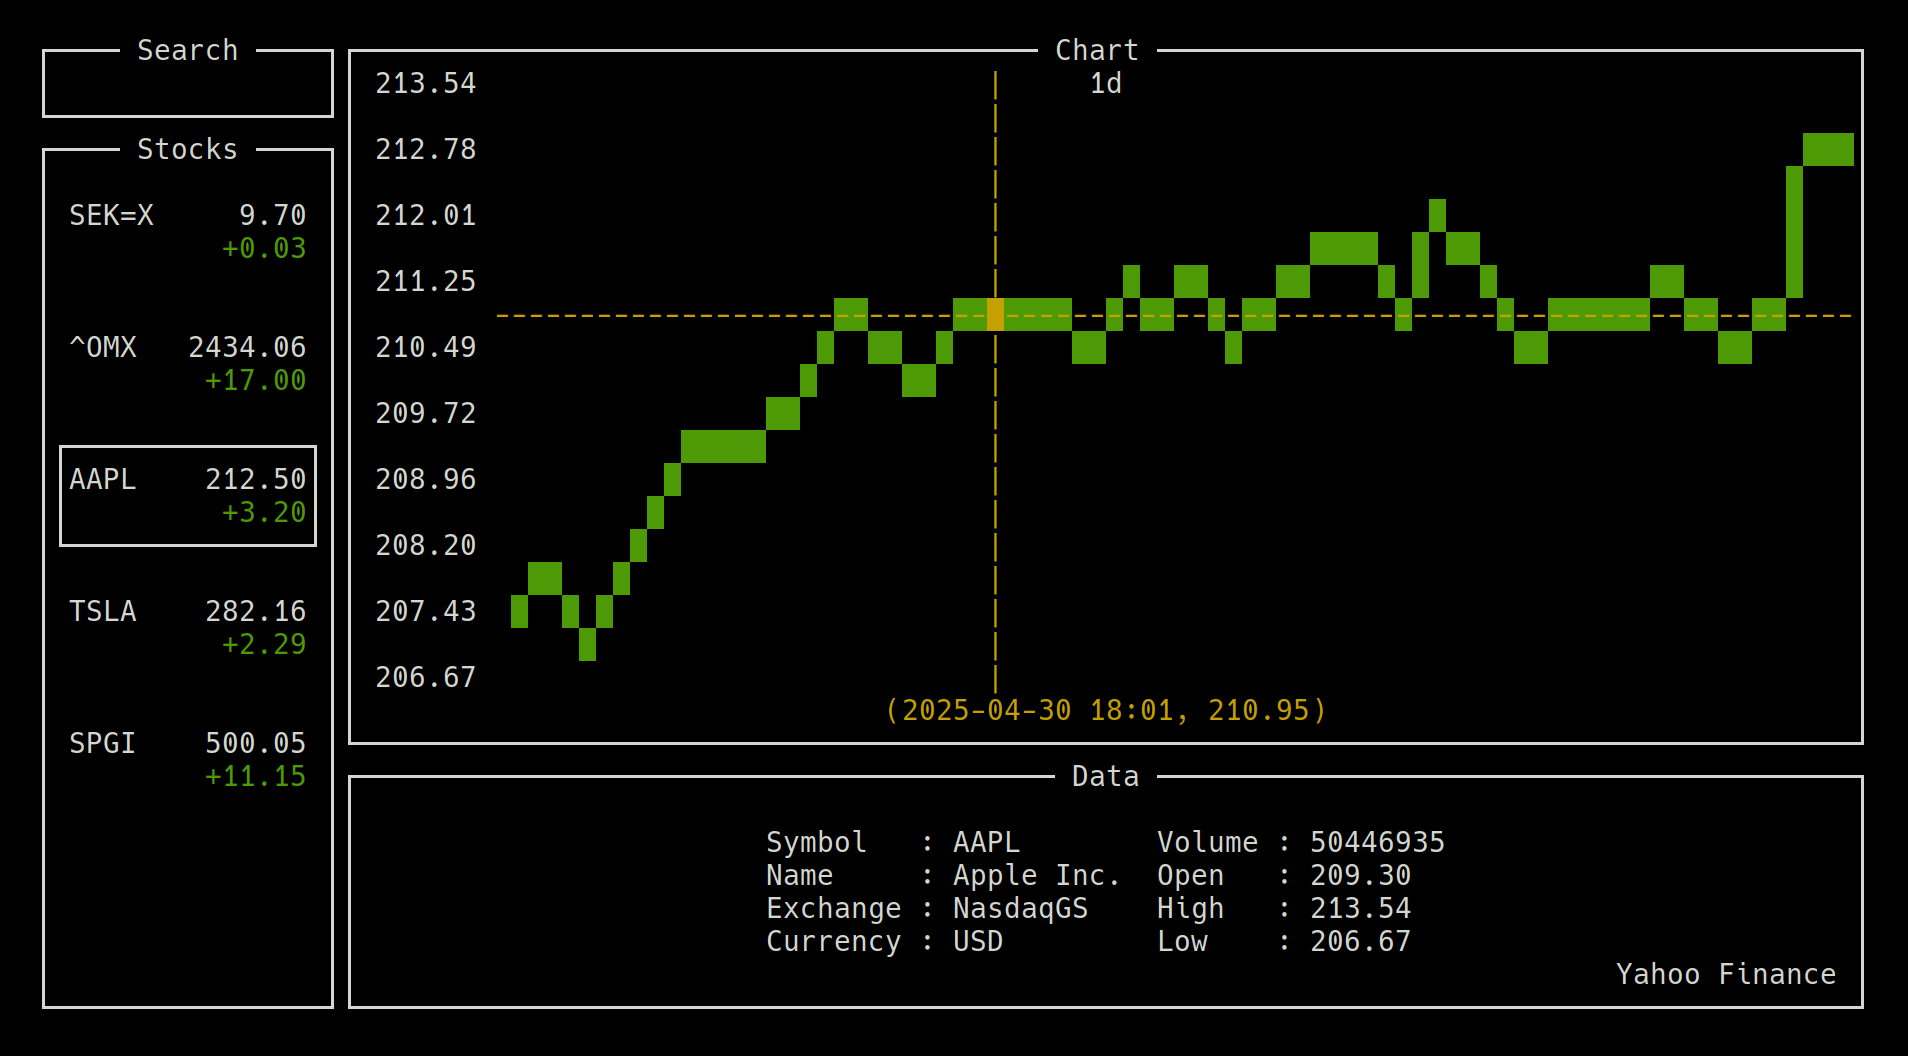 Search
Stocks
SEK=X 9.70
+0.03
^OMX 2434.06
+17.00
AAPL 212.50
+3.20
TSLA 282.16
+2.29
SPGI 500.05
+11.15
Chart
1d
213.54
212.78
212.01
211.25
210.49
209.72
208.96
208.20
207.43
206.67
(2025-04-30 18:01, 210.95)
Data
Symbol : AAPL Volume : 50446935
Name : Apple Inc. Open : 209.30
Exchange : NasdaqGS High : 213.54
Currency : USD Low : 206.67
Yahoo Finance